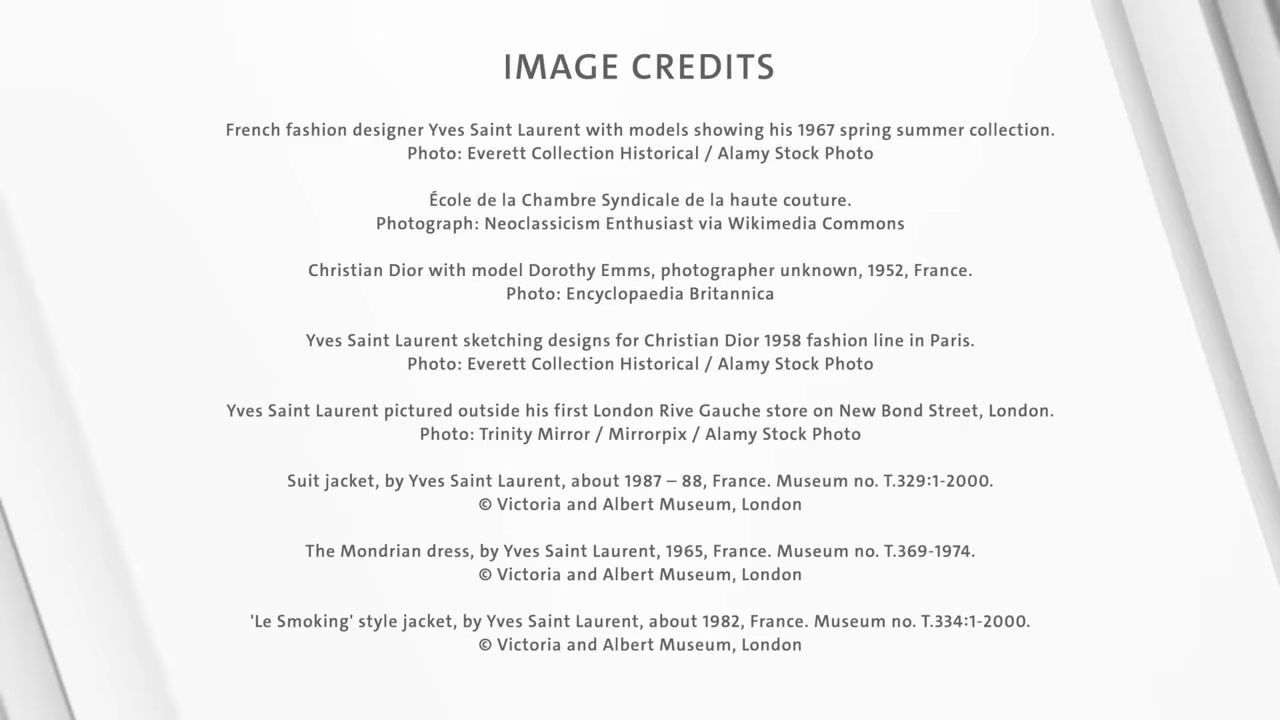 IMAGE CREDITS
French fashion designer Yves Saint Laurent with models showing his 1967 spring summer collection.
Photo: Everett Collection Historical / Alamy Stock Photo
École de la Chambre Syndicale de la haute couture.
Photograph: Neoclassicism Enthusiast via Wikimedia Commons
Christian Dior with model Dorothy Emms, photographer unknown, 1952, France.
Photo: Encyclopaedia Britannica
Yves Saint Laurent sketching designs for Christian Dior 1958 fashion line in Paris.
Photo: Everett Collection Historical / Alamy Stock Photo
Yves Saint Laurent pictured outside his first London Rive Gauche store on New Bond Street, London.
Photo: Trinity Mirror / Mirrorpix / Alamy Stock Photo
Suit jacket, by Yves Saint Laurent, about 1987 – 88, France. Museum no. T.329:1-2000.
© Victoria and Albert Museum, London
The Mondrian dress, by Yves Saint Laurent, 1965, France. Museum no. T.369-1974.
© Victoria and Albert Museum, London
'Le Smoking' style jacket, by Yves Saint Laurent, about 1982, France. Museum no. T.334:1-2000.
© Victoria and Albert Museum, London